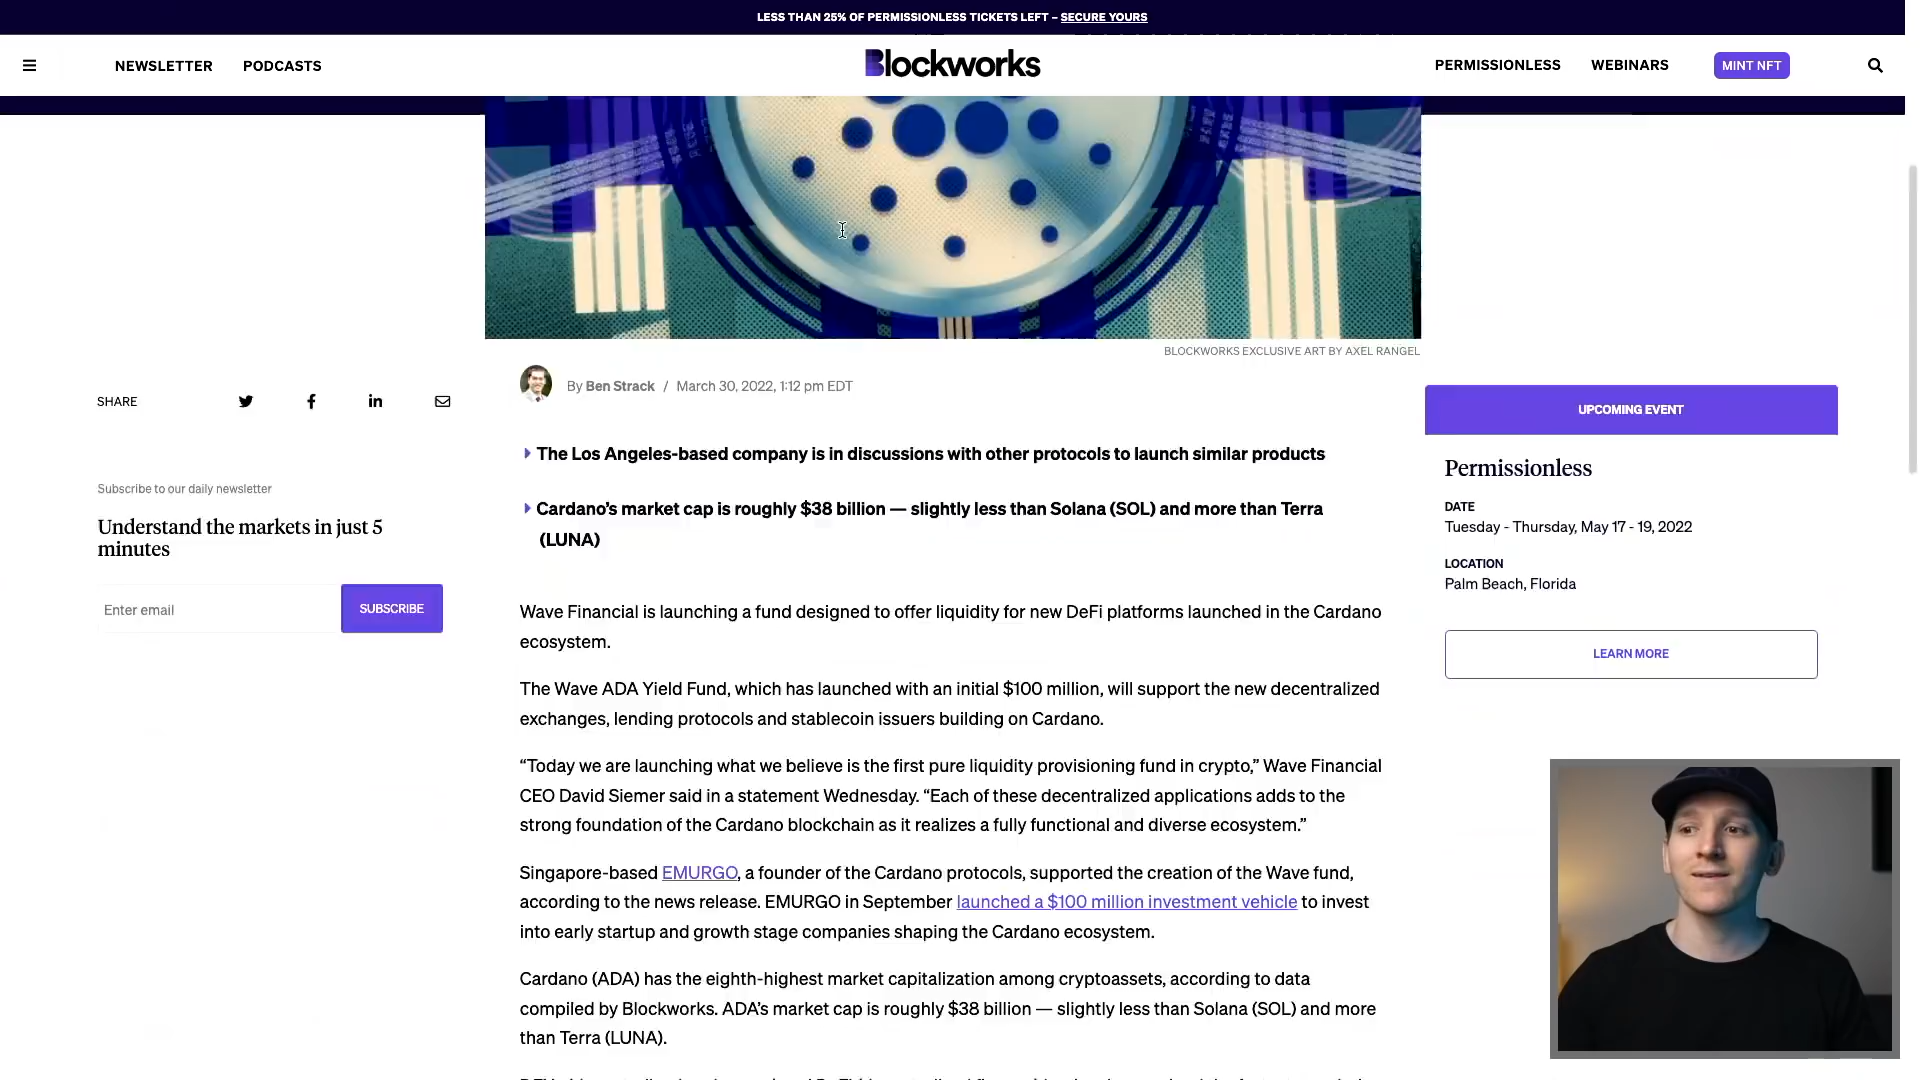 LESS THAN 25% OF PERMISSIONLESS TICKETS LEFT – SECURE YOURS
NEWSLETTER
PODCASTS
Blockworks
PERMISSIONLESS
WEBINARS
MINT NFT
BLOCKWORKS EXCLUSIVE ART BY AXEL RANGEL
By Ben Strack / March 30, 2022, 1:12 pm EDT
SHARE
Subscribe to our daily newsletter
Understand the markets in just 5
minutes
Enter email
SUBSCRIBE
The Los Angeles-based company is in discussions with other protocols to launch similar products
Cardano’s market cap is roughly $38 billion — slightly less than Solana (SOL) and more than Terra
(LUNA)
Wave Financial is launching a fund designed to offer liquidity for new DeFi platforms launched in the Cardano
ecosystem.
The Wave ADA Yield Fund, which has launched with an initial $100 million, will support the new decentralized
exchanges, lending protocols and stablecoin issuers building on Cardano.
“Today we are launching what we believe is the first pure liquidity provisioning fund in crypto,” Wave Financial
CEO David Siemer said in a statement Wednesday. “Each of these decentralized applications adds to the
strong foundation of the Cardano blockchain as it realizes a fully functional and diverse ecosystem.”
Singapore-based EMURGO, a founder of the Cardano protocols, supported the creation of the Wave fund,
according to the news release. EMURGO in September launched a $100 million investment vehicle to invest
into early startup and growth stage companies shaping the Cardano ecosystem.
Cardano (ADA) has the eighth-highest market capitalization among cryptoassets, according to data
compiled by Blockworks. ADA’s market cap is roughly $38 billion — slightly less than Solana (SOL) and more
than Terra (LUNA).
UPCOMING EVENT
Permissionless
DATE
Tuesday - Thursday, May 17 - 19, 2022
LOCATION
Palm Beach, Florida
LEARN MORE